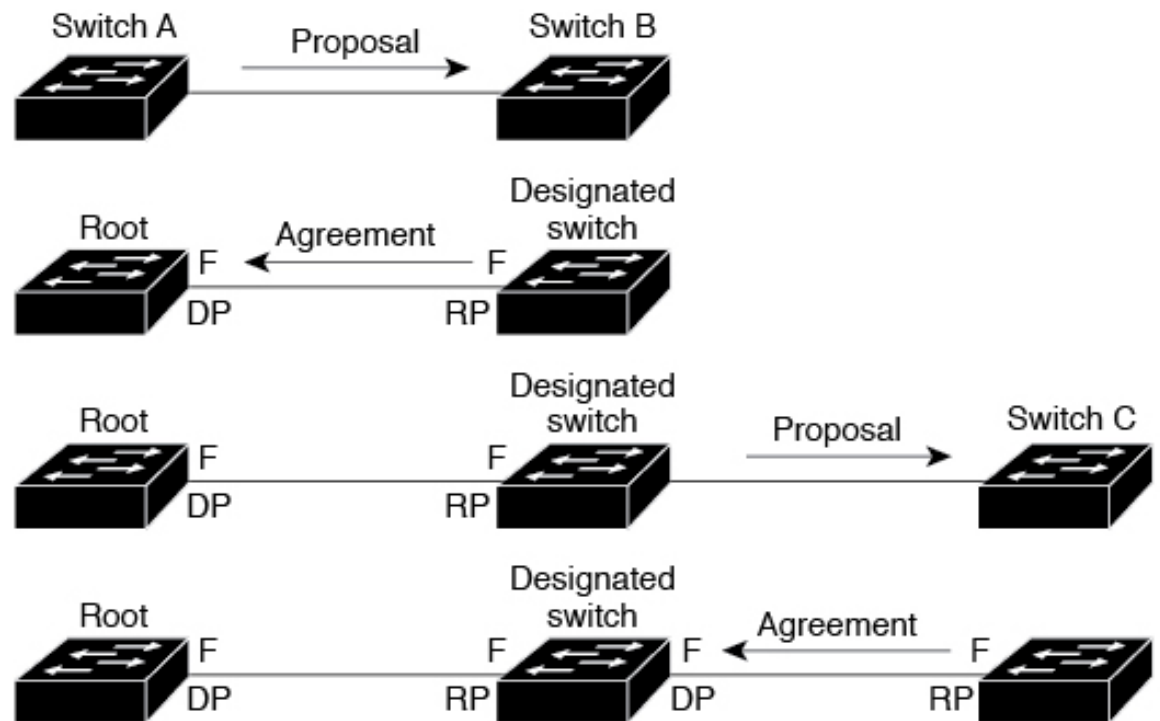 Switch A
Proposal
Switch B
Root
F
Agreement
Designated
switch
F
DP
RP
Root
F
DP
Designated
switch
F
RP
Proposal
Switch C
Root
F
DP
Designated
switch
F
RP
F
DP
Agreement
F
RP